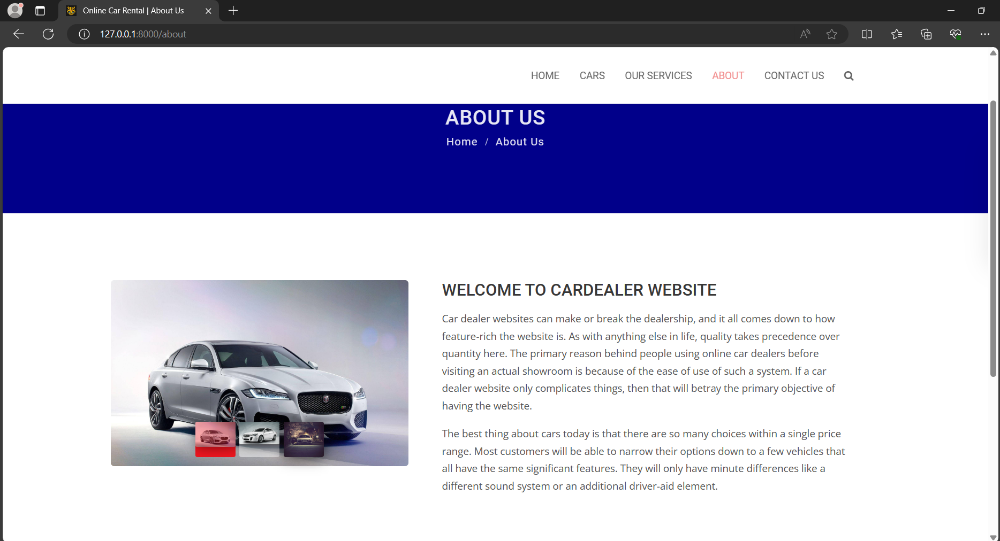 Online Car Rental | About Us
127.0.0.1:8000/about
HOME CARS OUR SERVICES ABOUT CONTACT US
ABOUT US
Home / About Us
WELCOME TO CARDEALER WEBSITE
Car dealer websites can make or break the dealership, and it all comes down to how
feature-rich the website is. As with anything else in life, quality takes precedence over
quantity here. The primary reason behind people using online car dealers before
visiting an actual showroom is because of the ease of use of such a system. If a car
dealer website only complicates things, then that will betray the primary objective of
having the website.
The best thing about cars today is that there are so many choices within a single price
range. Most customers will be able to narrow their options down to a few vehicles that
all have the same significant features. They will only have minute differences like a
different sound system or an additional driver-aid element.